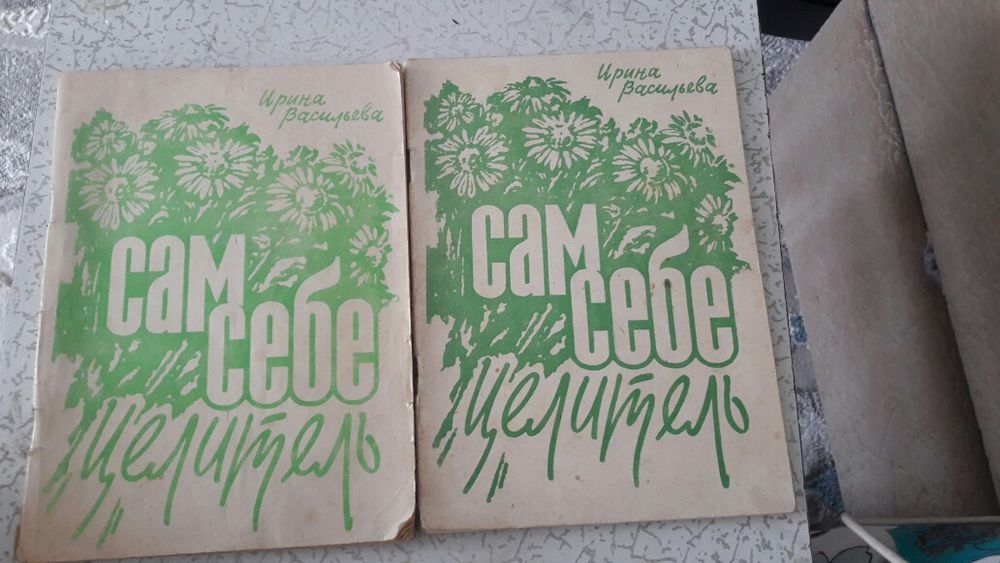 Ирина
Васильева
Сам
Себе
Целитель
Ирина
Васильева
Сам
Себе
Целитель